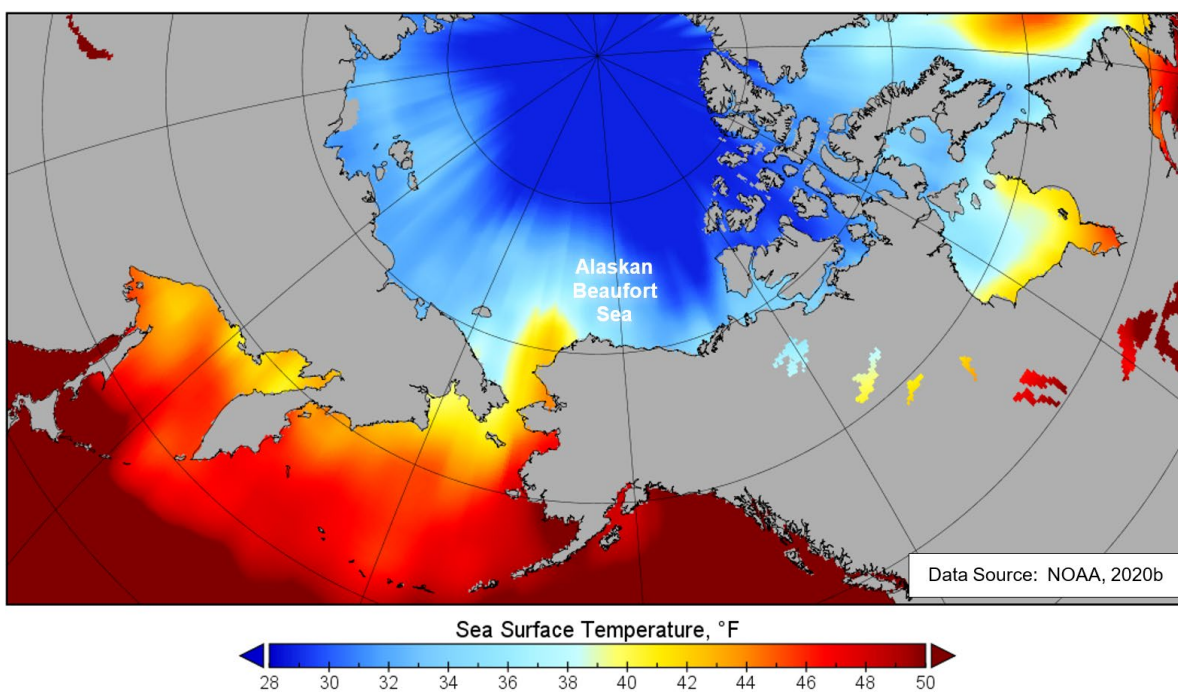 Alaskan
Beaufort
Sea
Data Source:  NOAA, 2020b
Sea Surface Temperature, °F
28 30 32 34 36 38 40 42 44 46 48 50